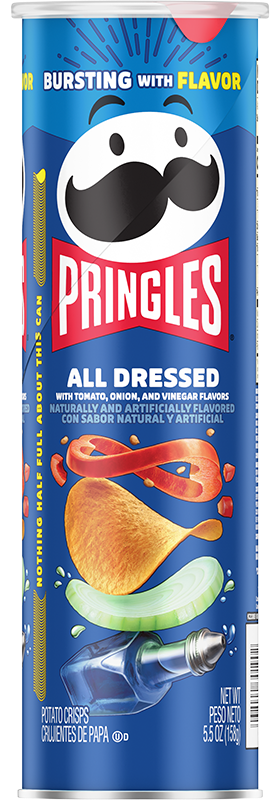 BURSTING WITH FLAVOR
PRINGLES
ALL DRESSED
WITH TOMATO, ONION, AND VINEGAR FLAVORS
NATURALLY AND ARTIFICIALLY FLAVORED
CON SABOR NATURAL Y ARTIFICIAL
NOTHING HALF FULL ABOUT THIS CAN
POTATO CRISPS
CRUJIENTES DE PAPA U D
NET WT
PESO NETO
5.5 OZ (158g)